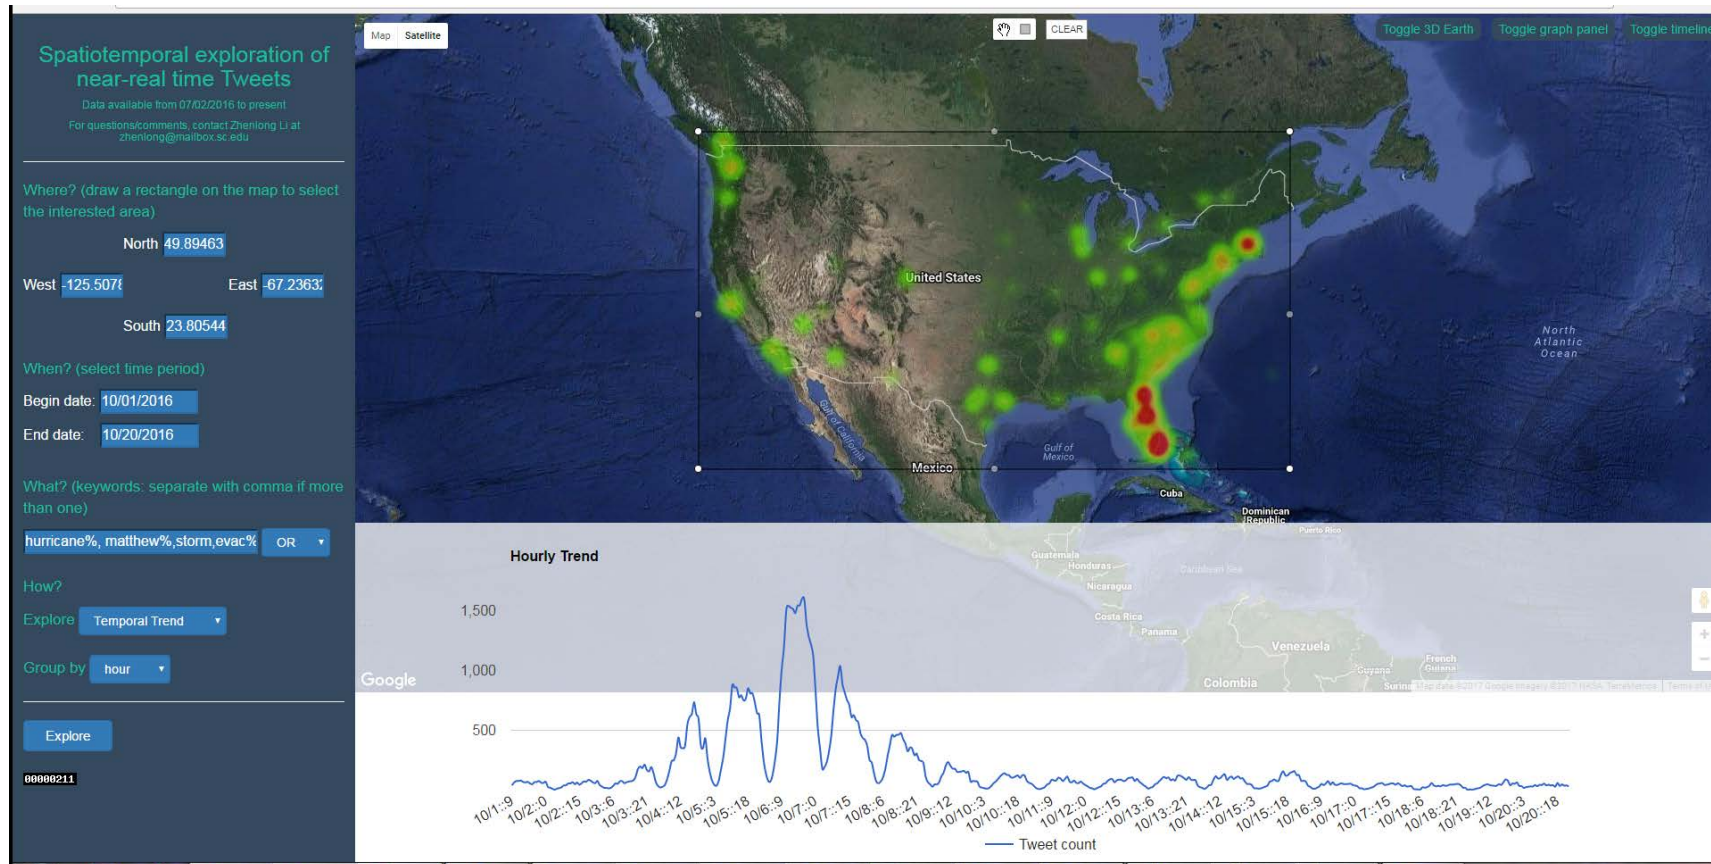 Spatiotemporal exploration of
near-real time Tweets
Data available from 07/02/2016 to present
For questions/comments, contact Zhenlong Li at
zhenlong@mailbox.sc.edu
Where? (draw a rectangle on the map to select
the interested area)
North 49.89463
West -125.507 East -67.2363
South 23.80544
When? (select time period)
Begin date: 10/01/2016
End date: 10/20/2016
What? (keywords: separate with comma if more
than one)
hurricane%, matthew%,storm,evac% OR
How?
Explore Temporal Trend
Group by hour
Explore
00000211
Map Satellite
CLEAR
Toggle 3D Earth Toggle graph panel Toggle timeline
United States
North
Atlantic
Ocean
Gulf of California
Gulf of
Mexico
Mexico
Cuba
Dominican
Republic
Puerto Rico
Guatemala
Honduras
Caribbean Sea
Nicaragua
Costa Rica
Panama
Venezuela
Guyana
French
Guiana
Colombia
Google
Hourly Trend
1,500
1,000
500
10/1::9 10/2::0 10/2::15 10/3::6 10/3::21 10/4::12 10/5::3 10/5::18 10/6::9 10/7::0 10/7::15 10/8::6 10/8::21 10/9::12 10/10::3 10/10::18 10/11::9 10/12::0 10/12::15 10/13::6 10/13::21 10/14::12 10/15::3 10/15::18 10/16::9 10/17::0 10/17::15 10/18::6 10/18::21 10/19::12 10/20::3 10/20::18
Tweet count